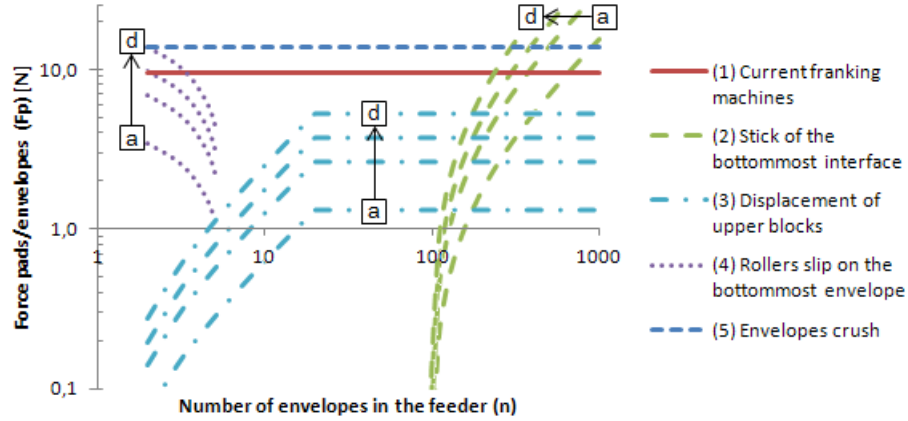 Force pads/envelopes (Fp) [N]
10,0
1,0
0,1
1
10
100
1000
Number of envelopes in the feeder (n)
d
a
d
a
d
a
(1) Current franking
machines
(2) Stick of the
bottommost interface
(3) Displacement of
upper blocks
(4) Rollers slip on the
bottommost envelope
(5) Envelopes crush